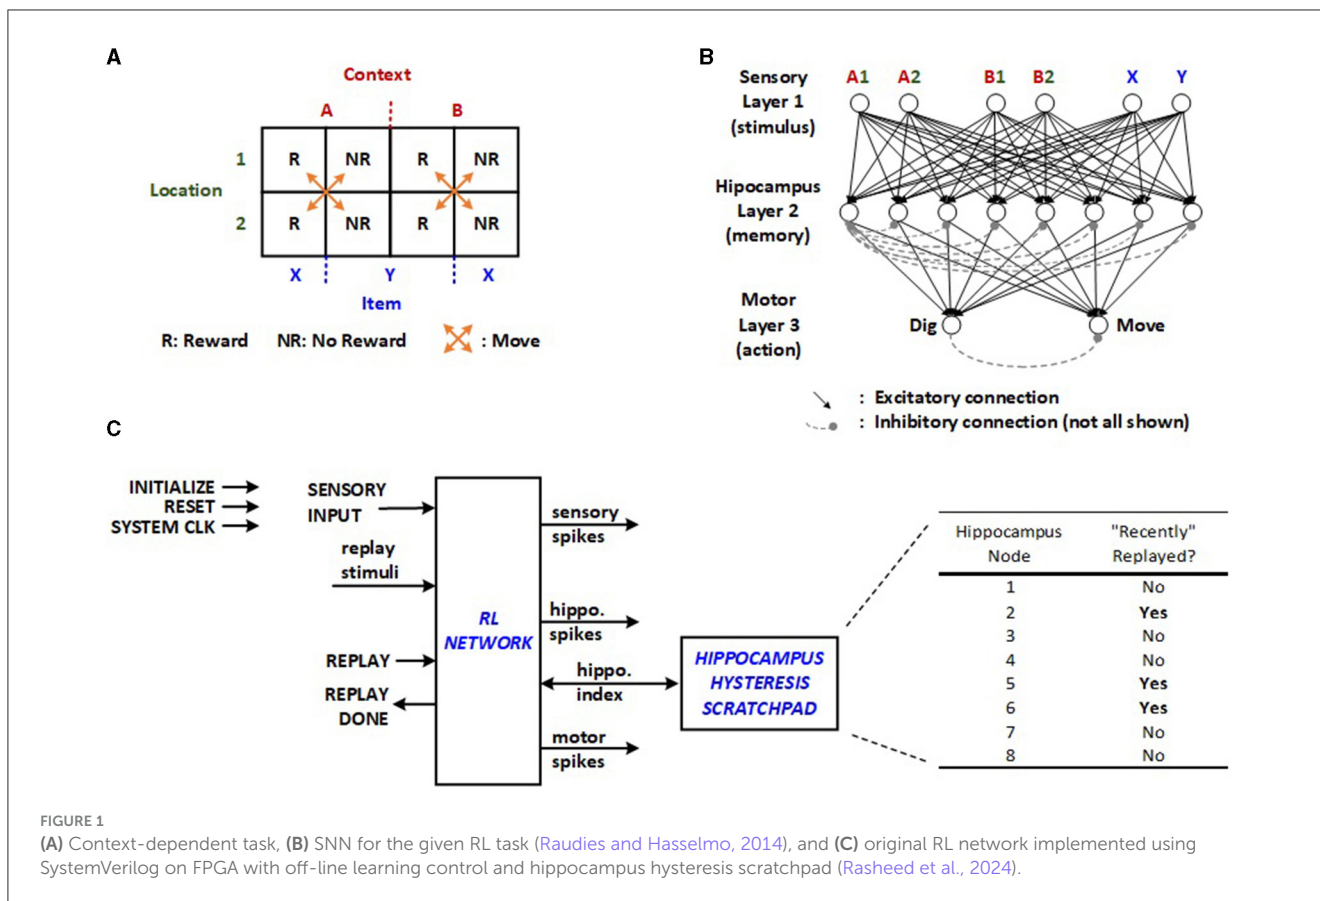 A
Context
A
B
1
R
NR
R
NR
Location
2
R
NR
R
NR
X
Y
X
Item
R: Reward NR: No Reward : Move
B
Sensory
Layer 1
(stimulus)
A1 A2 B1 B2 X Y
Hipocampus
Layer 2
(memory)
Motor
Layer 3
(action)
Dig
Move
: Excitatory connection
: Inhibitory connection (not all shown)
C
INITIALIZE
RESET
SYSTEM CLK
SENSORY
INPUT
replay
stimuli
REPLAY
REPLAY
DONE
RL
NETWORK
sensory
spikes
hippo.
spikes
hippo.
index
motor
spikes
HIPPOCAMPUS
HYSTERESIS
SCRATCHPAD
Hippocampus "Recently"
Node Replayed?
1 No
2 Yes
3 No
4 No
5 Yes
6 Yes
7 No
8 No
FIGURE 1
(A) Context-dependent task, (B) SNN for the given RL task (Raudies and Hasselmo, 2014), and (C) original RL network implemented using
SystemVerilog on FPGA with off-line learning control and hippocampus hysteresis scratchpad (Rasheed et al., 2024).